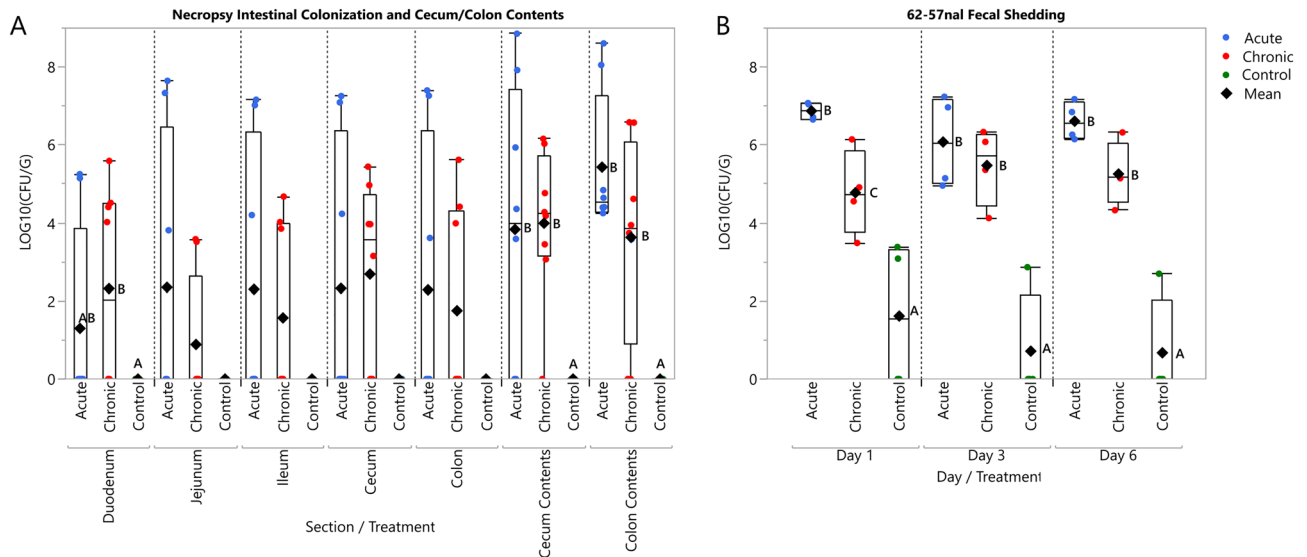 A
Necropsy Intestinal Colonization and Cecum/Colon Contents
LOG10(CFU/G)
8
6
4
2
0
AB
B
A
B
B
A
B
B
A
Acute
Chronic
Control
Acute
Chronic
Control
Acute
Chronic
Control
Acute
Chronic
Control
Acute
Chronic
Control
Acute
Chronic
Control
Acute
Chronic
Control
Duodenum
Jejunum
Ileum
Cecum
Colon
Cecum Contents
Colon Contents
Section / Treatment
B
62-57nal Fecal Shedding
LOG10(CFU/G)
8
6
4
2
0
B
C
A
B
B
A
B
B
A
Acute
Chronic
Control
Acute
Chronic
Control
Acute
Chronic
Control
Day 1
Day 3
Day 6
Day / Treatment
Acute
Chronic
Control
Mean